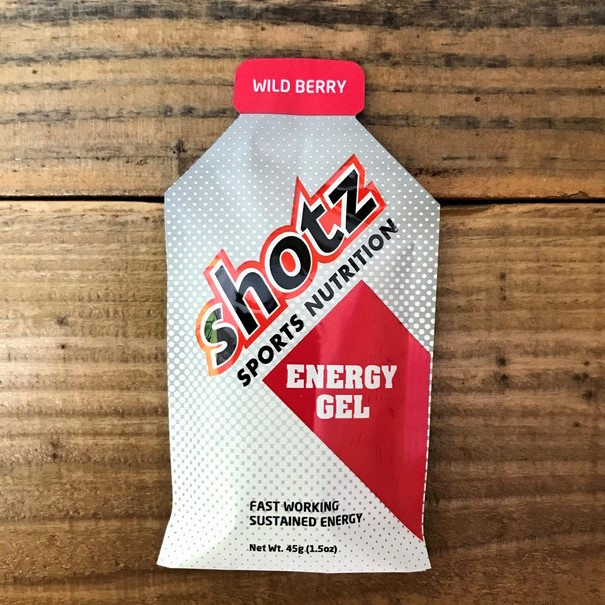 WILD BERRY
shotz
SPORTS NUTRITION
ENERGY
GEL
FAST WORKING
SUSTAINED ENERGY
Net Wt. 45g (1.5oz)